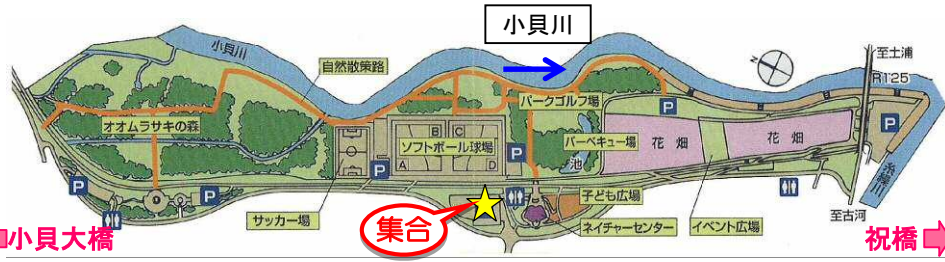 小貝川
小貝川
自然散策路
至土浦
R125
N
オオムラサキの森
パークゴルフ場
P
P
B C
ソフトボール球場
A D
バーベキュー場
池
花畑
花畑
P
P
P
P
糸繰川
サッカー場
集合
子ども広場
ネイチャーセンター
イベント広場
至古河
小貝大橋
祝橋